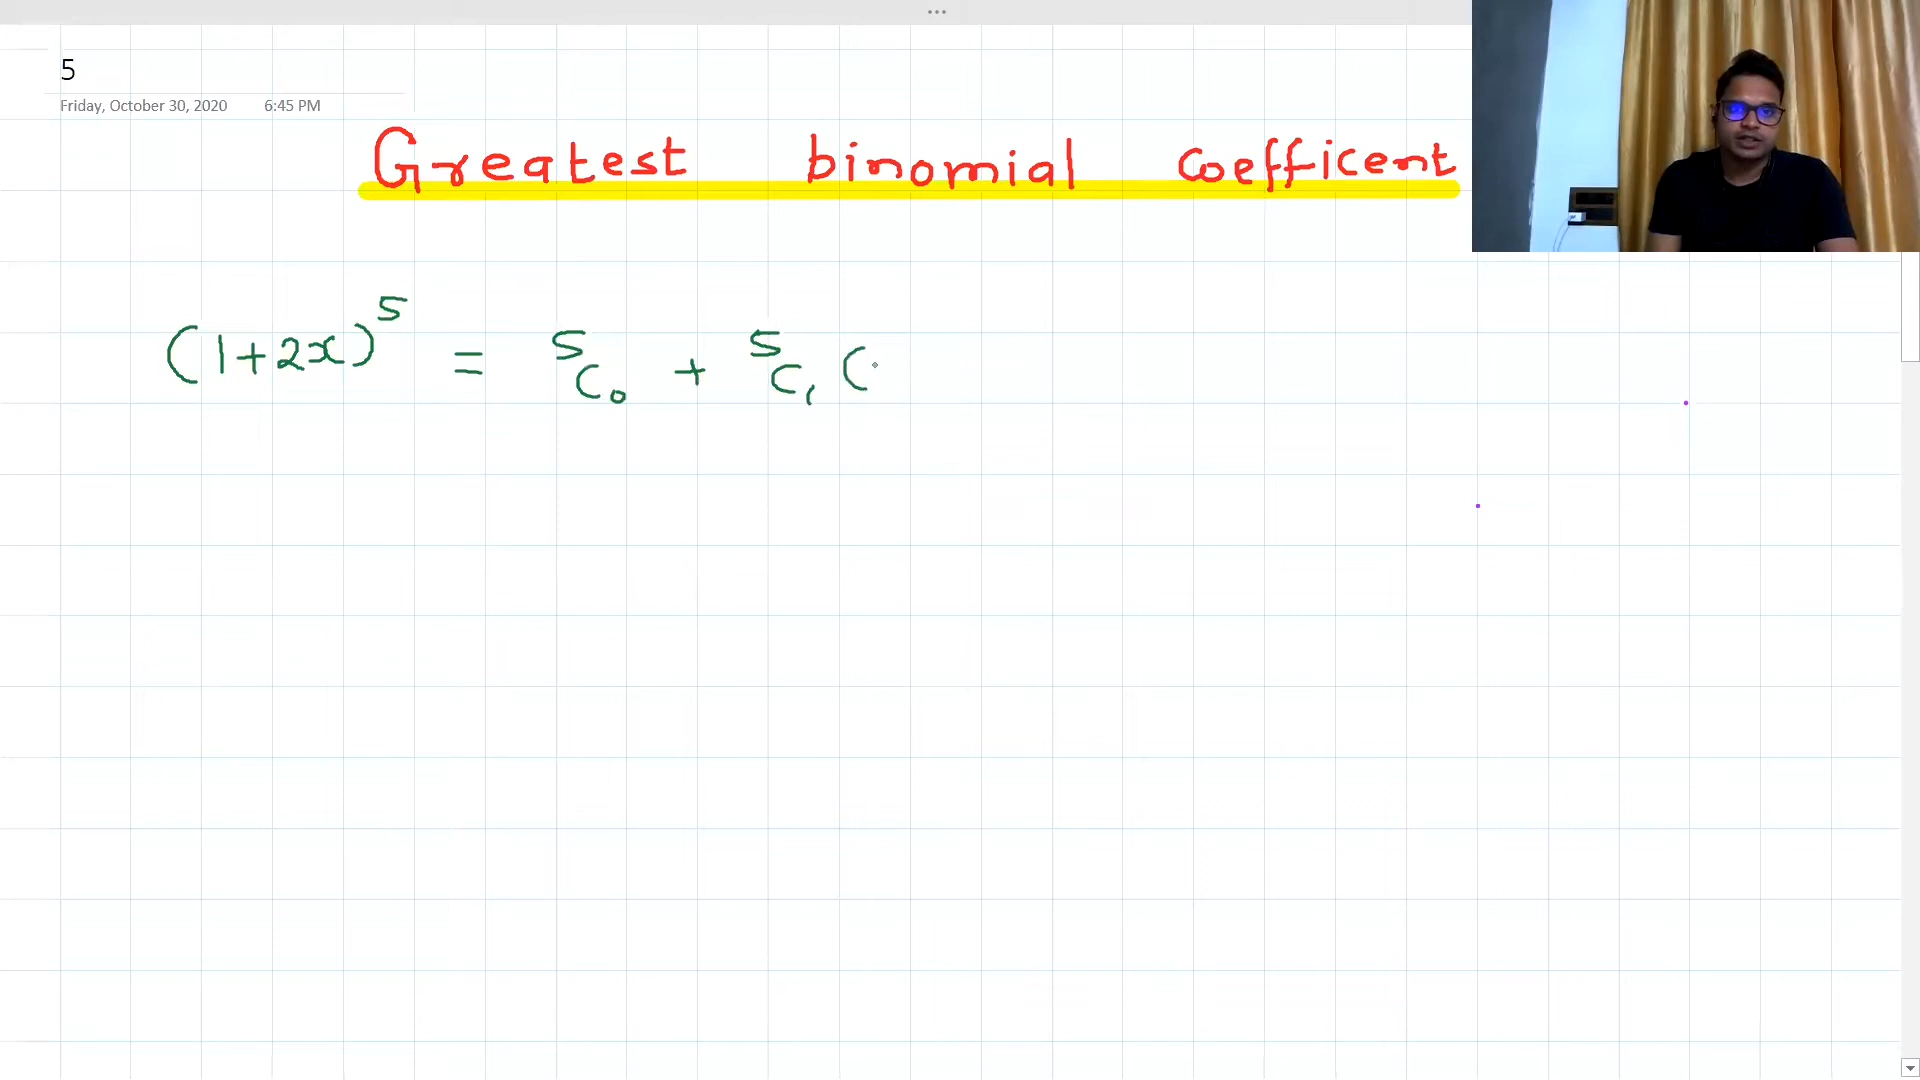 5
Friday, October 30, 2020 6:45 PM
Greatest binomial coefficent
(1+2x)⁵ = ⁵C₀ + ⁵C₁ (